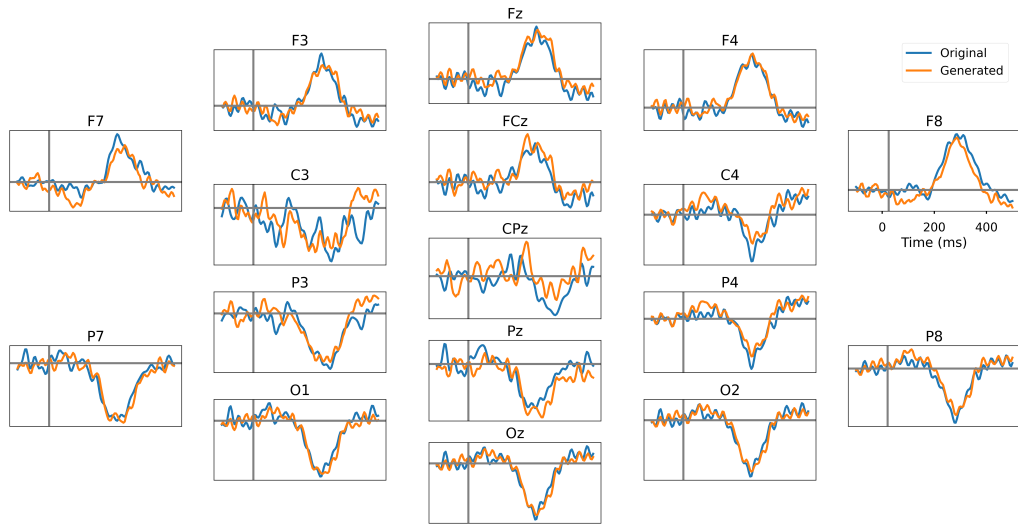 Fz
F3
F4
Original
Generated
F7
FCz
F8
C3
C4
0 200 400
Time (ms)
CPz
P3
P4
P7
Pz
P8
O1
O2
Oz